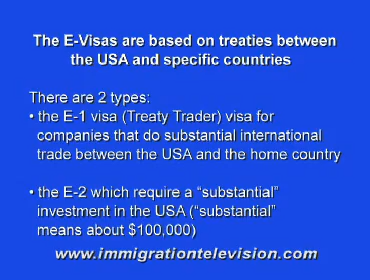 The E-Visas are based on treaties between
the USA and specific countries
There are 2 types:
• the E-1 visa (Treaty Trader) visa for
companies that do substantial international
trade between the USA and the home country
• the E-2 which require a “substantial”
investment in the USA (“substantial”
means about $100,000)
www.immigrationtelevision.com